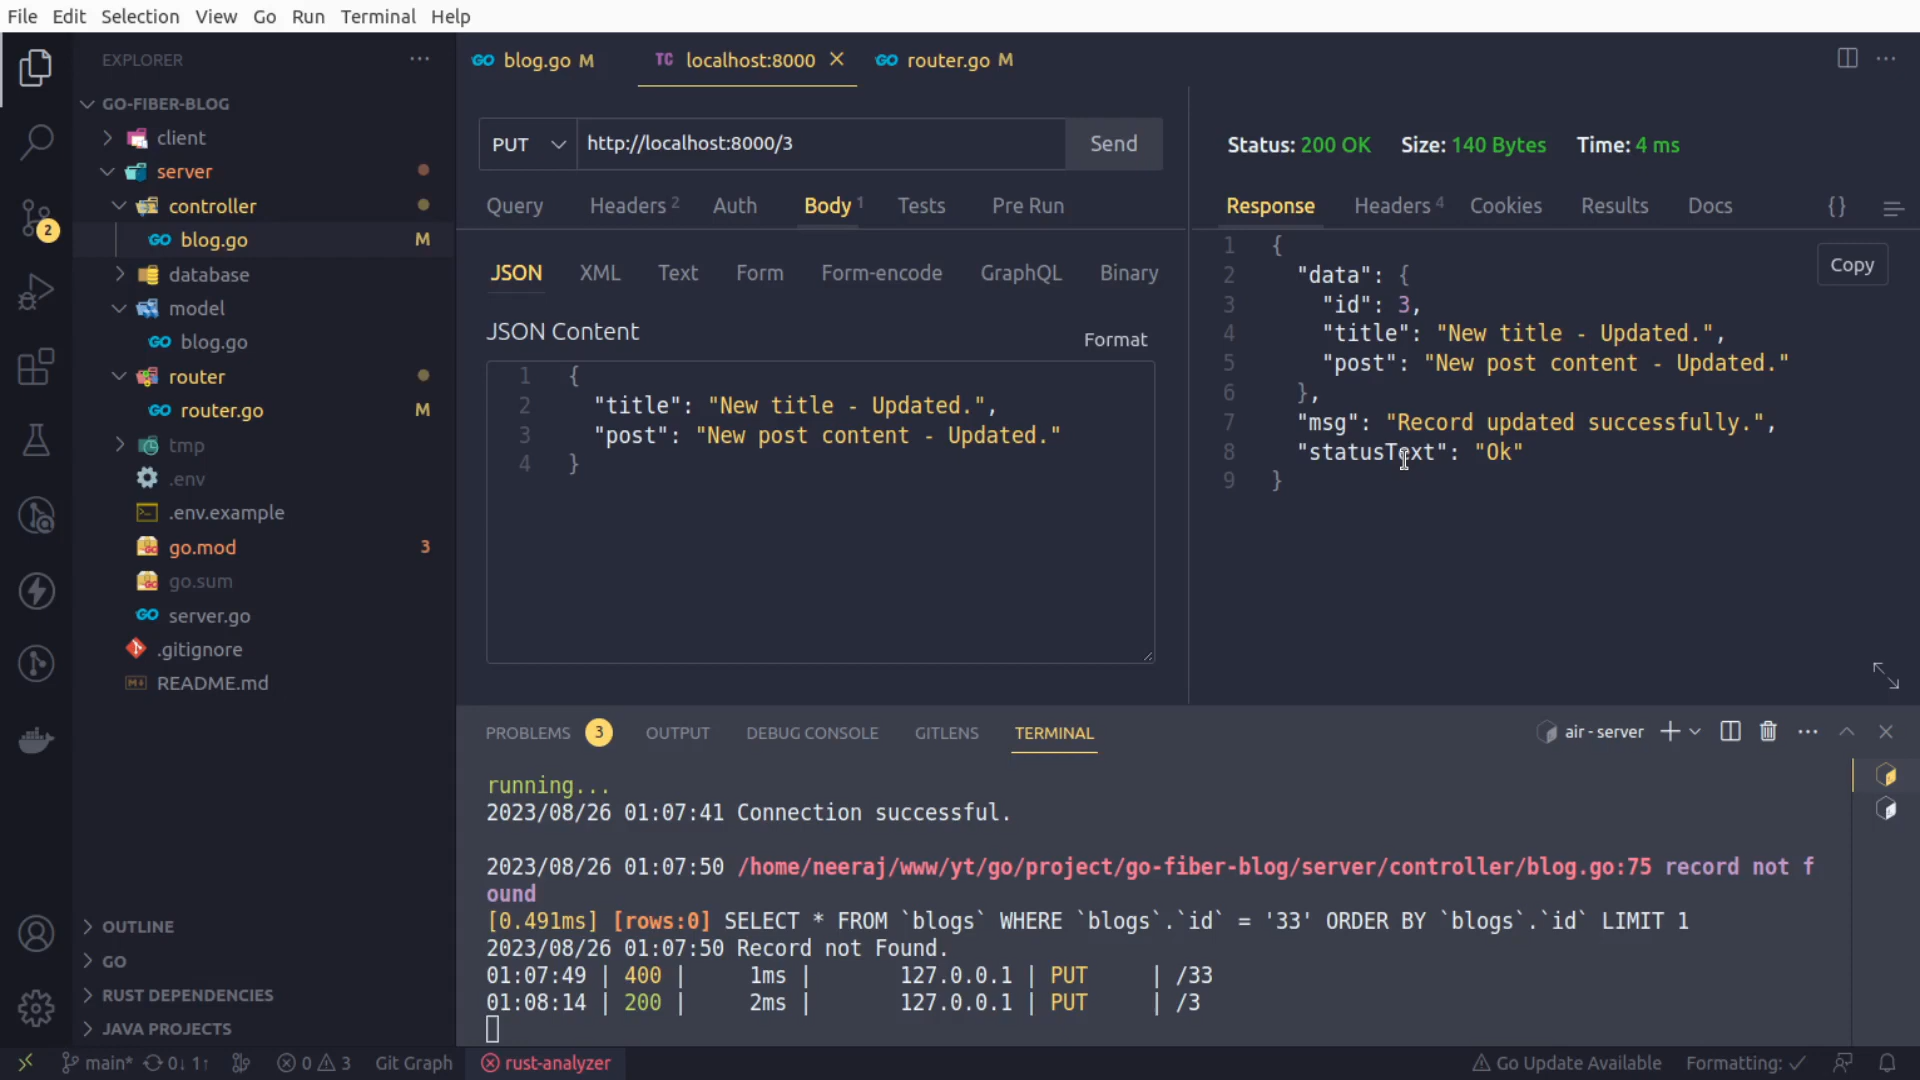 File Edit Selection View Go Run Terminal Help
EXPLORER
GO-FIBER-BLOG
client
server
controller
GO blog.go M
database
model
GO blog.go
router
GO router.go M
tmp
.env
.env.example
go.mod 3
go.sum
GO server.go
.gitignore
README.md
OUTLINE
GO
RUST DEPENDENCIES
JAVA PROJECTS
2
GO blog.go M
TC localhost:8000
GO router.go M
PUT http://localhost:8000/3 Send
Query Headers 2 Auth Body 1 Tests Pre Run
JSON XML Text Form Form-encode GraphQL Binary
JSON Content
Format
1 {
2 "title": "New title - Updated.",
3 "post": "New post content - Updated."
4 }
Status: 200 OK Size: 140 Bytes Time: 4 ms
Response Headers 4 Cookies Results Docs {}
Copy
1 {
2 "data": {
3 "id": 3,
4 "title": "New title - Updated.",
5 "post": "New post content - Updated."
6 },
7 "msg": "Record updated successfully.",
8 "statusText": "Ok"
9 }
PROBLEMS 3 OUTPUT DEBUG CONSOLE GITLENS TERMINAL
air - server
running...
2023/08/26 01:07:41 Connection successful.
2023/08/26 01:07:50 /home/neeraj/www/yt/go/project/go-fiber-blog/server/controller/blog.go:75 record not f
ound
[0.491ms] [rows:0] SELECT * FROM `blogs` WHERE `blogs`.`id` = '33' ORDER BY `blogs`.`id` LIMIT 1
2023/08/26 01:07:50 Record not Found.
01:07:49 | 400 | 1ms | 127.0.0.1 | PUT | /33
01:08:14 | 200 | 2ms | 127.0.0.1 | PUT | /3
main* 0↓ 1↑ 0 3 Git Graph rust-analyzer Go Update Available Formatting: ✓